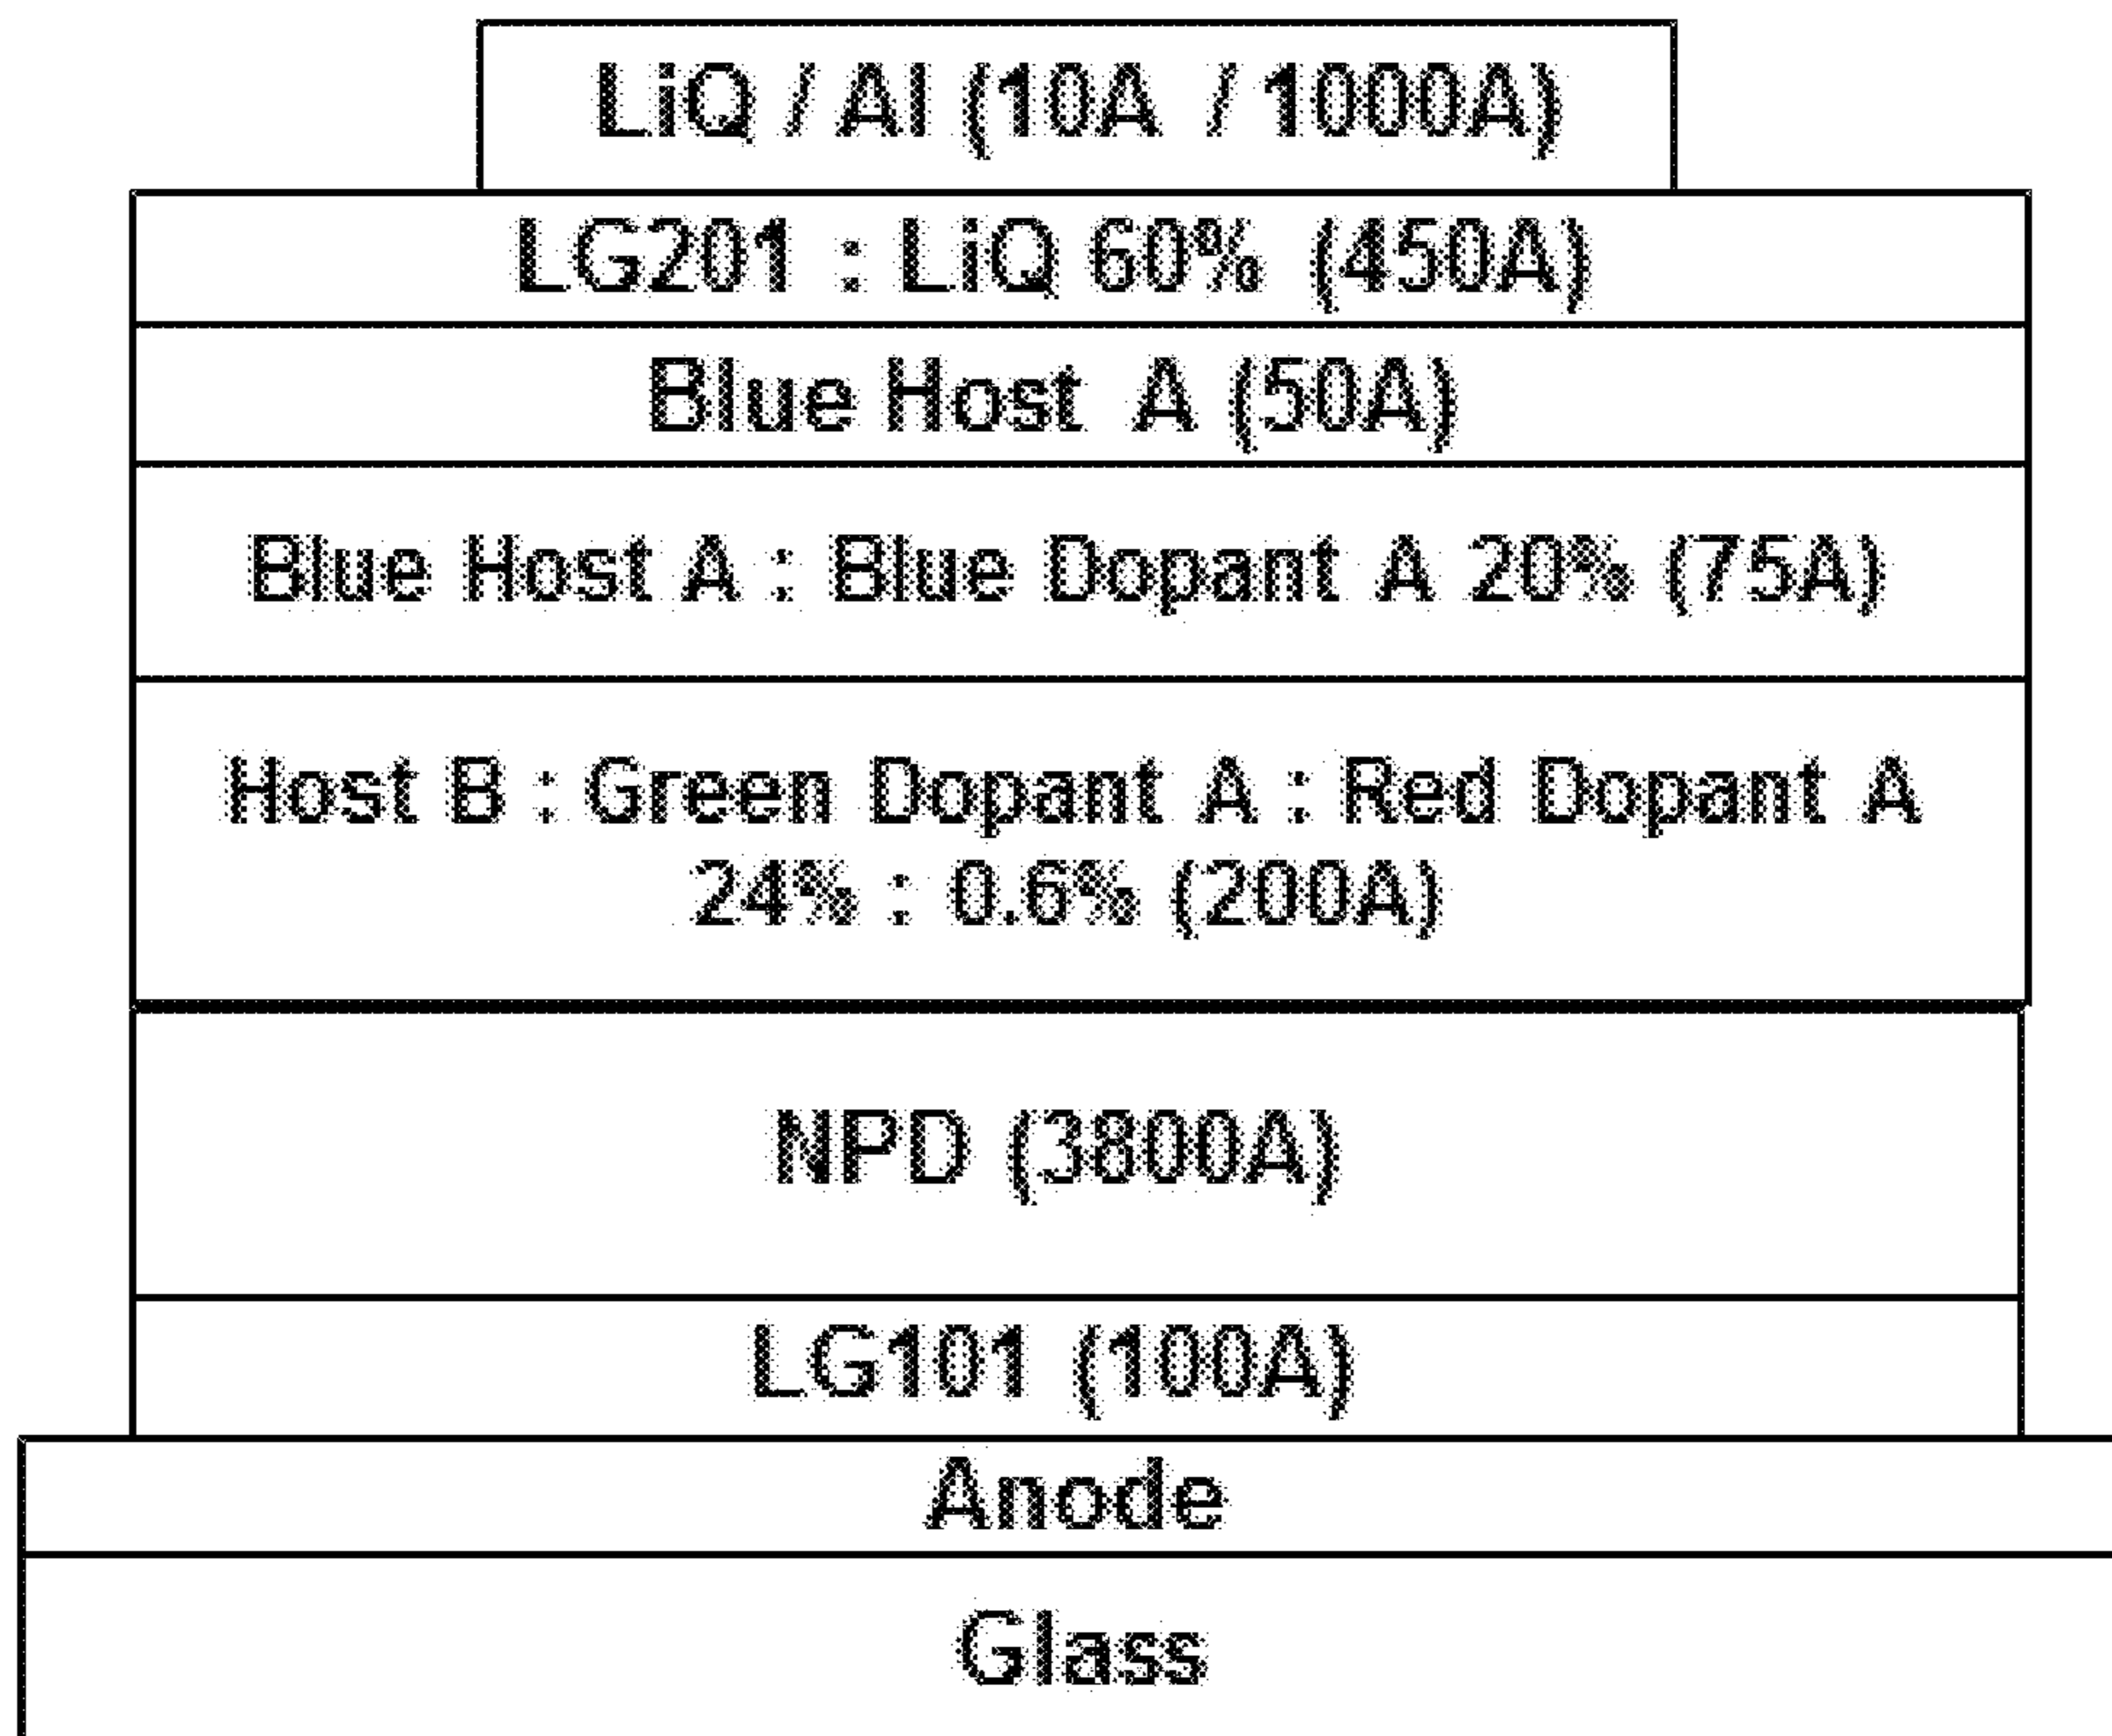 LiQ / Al (10A / 1000A)
LG201 : LiQ 60% (450A)
Blue Host A (50A)
Blue Host A : Blue Dopant A 20% (75A)
Host B : Green Dopant A : Red Dopant A
24% : 0.6% (200A)
NPD (3800A)
LG101 (100A)
Anode
Glass